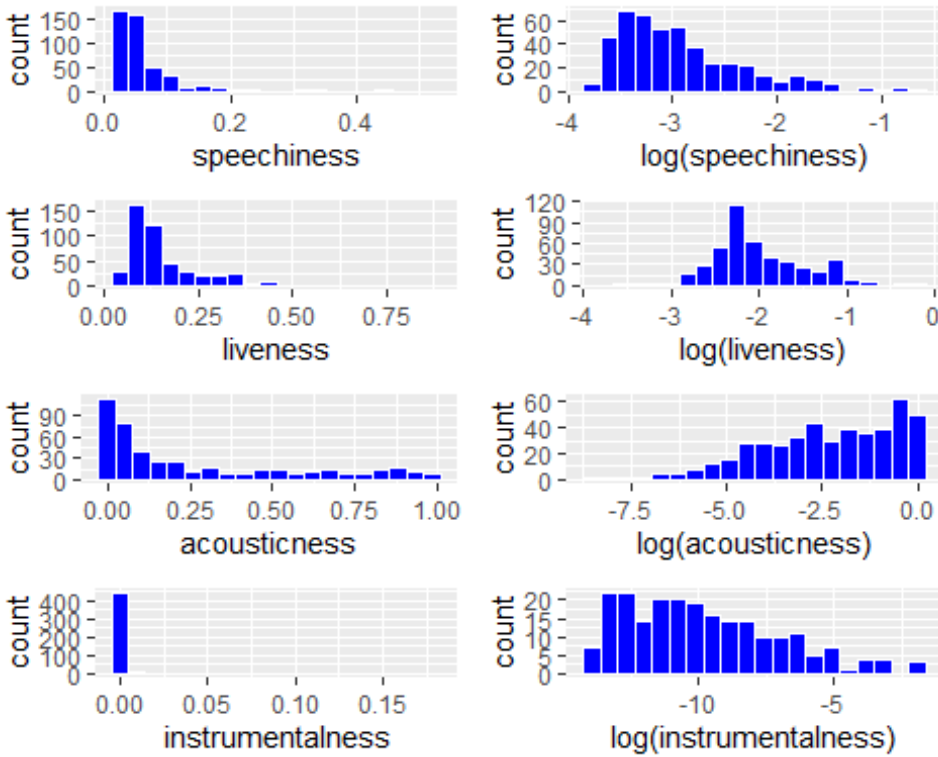 count
150
100
50
0
0.0 0.2 0.4
speechiness
count
60
40
20
0
-4 -3 -2 -1
log(speechiness)
count
150
100
50
0
0.00 0.25 0.50 0.75
liveness
count
120
90
60
30
0
-4 -3 -2 -1 0
log(liveness)
count
90
60
30
0
0.00 0.25 0.50 0.75 1.00
acousticness
count
60
40
20
0
-7.5 -5.0 -2.5 0.0
log(acousticness)
count
400
300
200
100
0
0.00 0.05 0.10 0.15
instrumentalness
count
20
15
10
5
0
-10 -5
log(instrumentalness)